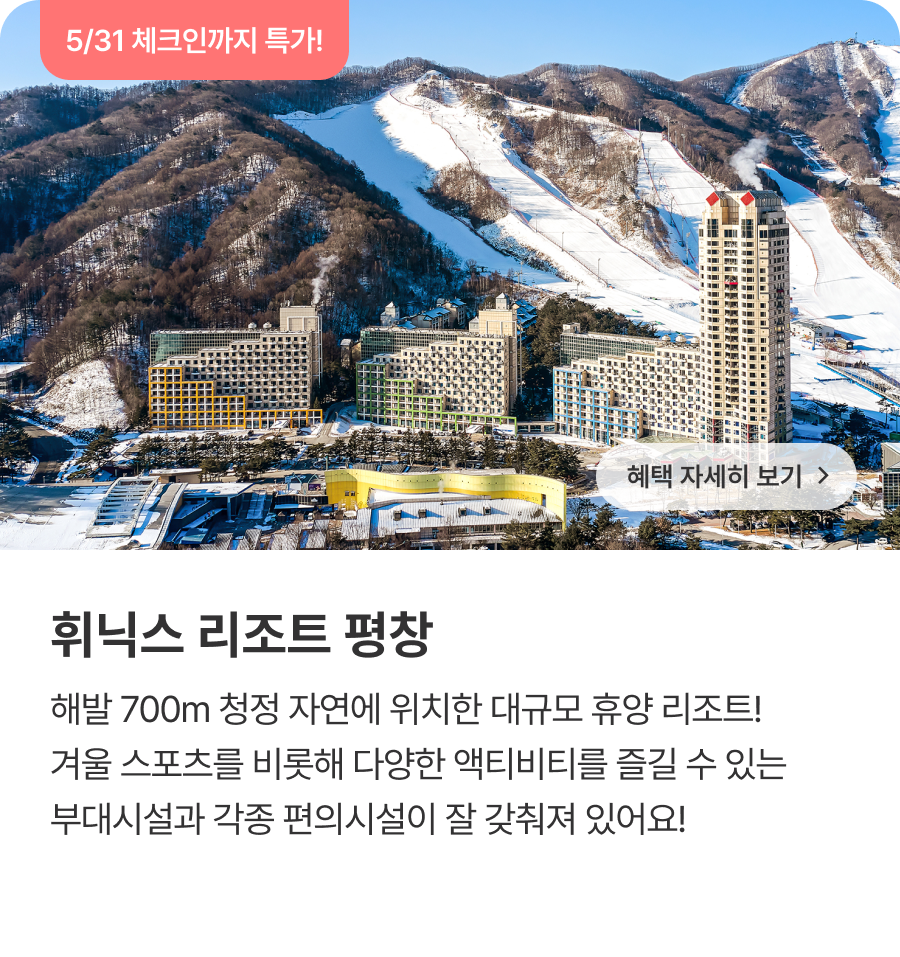 5/31 체크인까지 특가!
혜택 자세히 보기 >
휘닉스 리조트 평창
해발 700m 청정 자연에 위치한 대규모 휴양 리조트!
겨울 스포츠를 비롯해 다양한 액티비티를 즐길 수 있는
부대시설과 각종 편의시설이 잘 갖춰져 있어요!